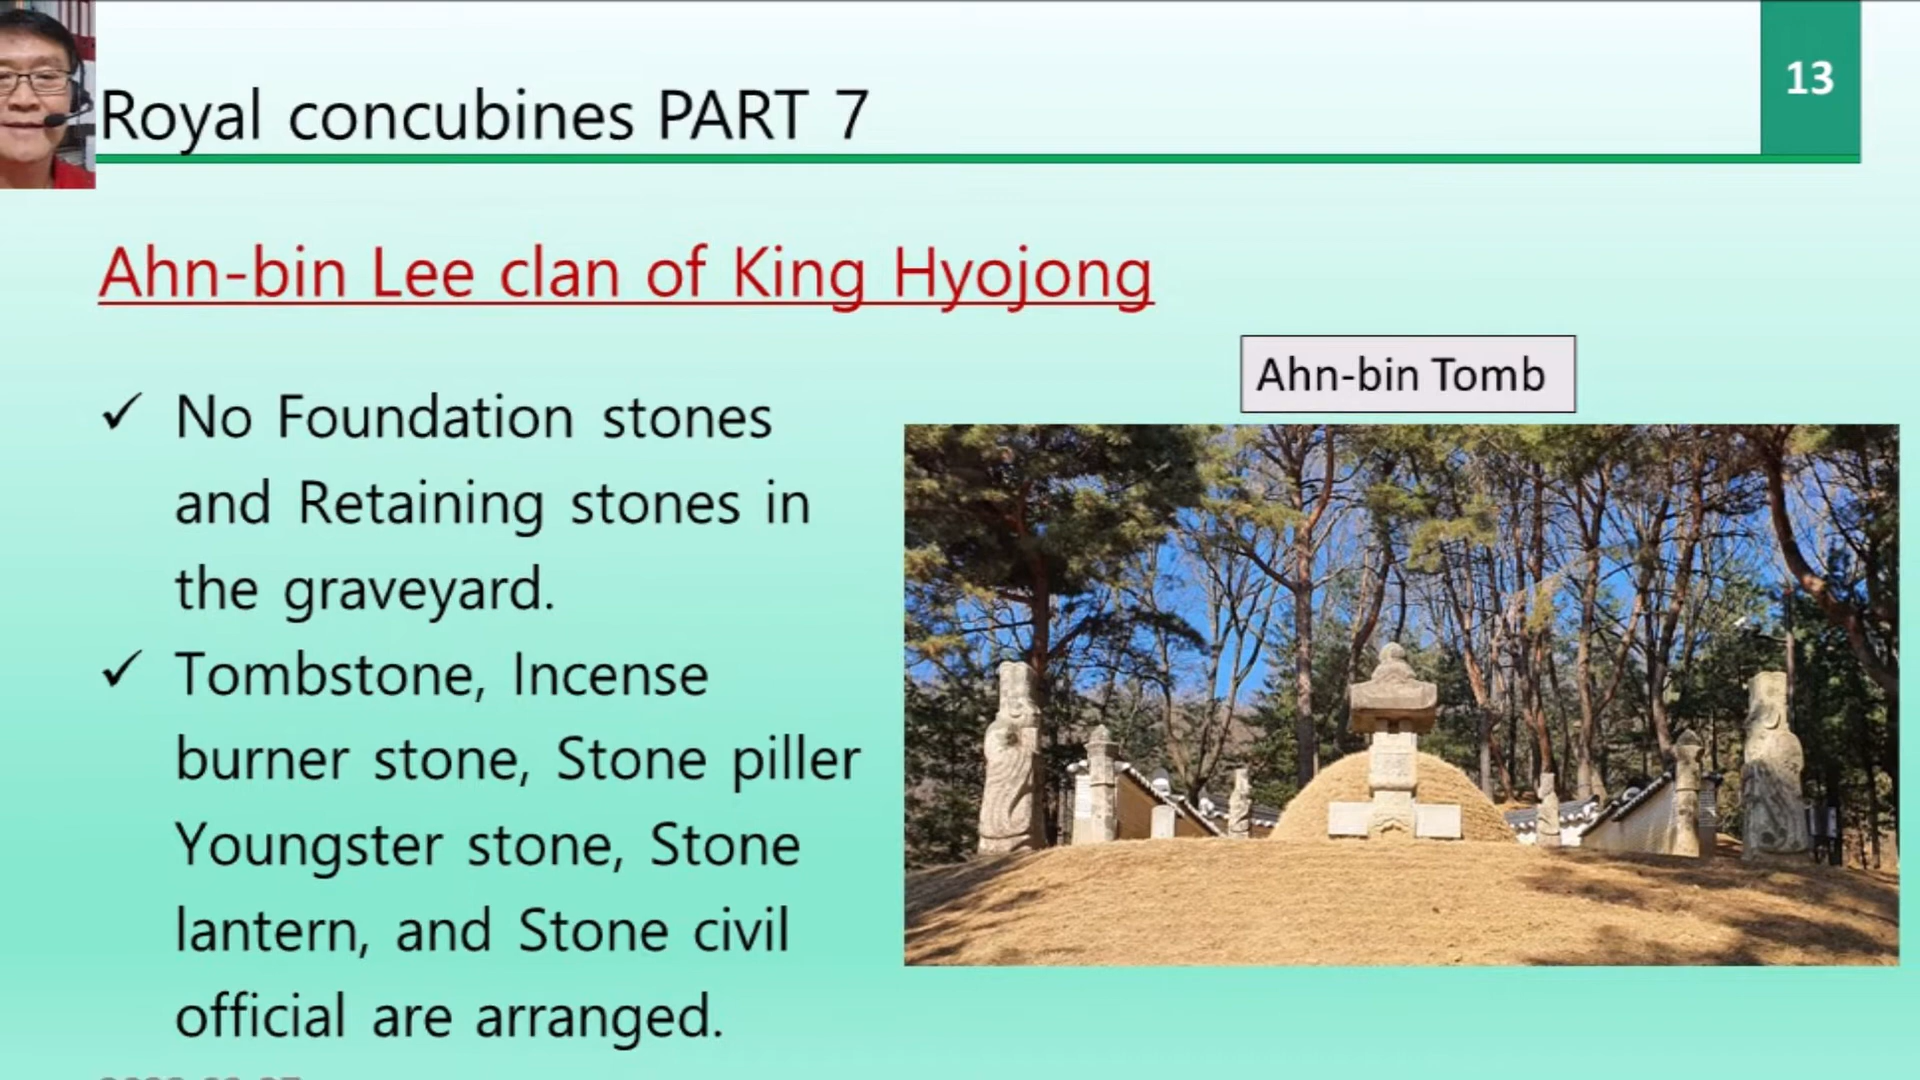 13
Royal concubines PART 7
Ahn-bin Lee clan of King Hyojong
Ahn-bin Tomb
✓ No Foundation stones
and Retaining stones in
the graveyard.
✓ Tombstone, Incense
burner stone, Stone piller
Youngster stone, Stone
lantern, and Stone civil
official are arranged.